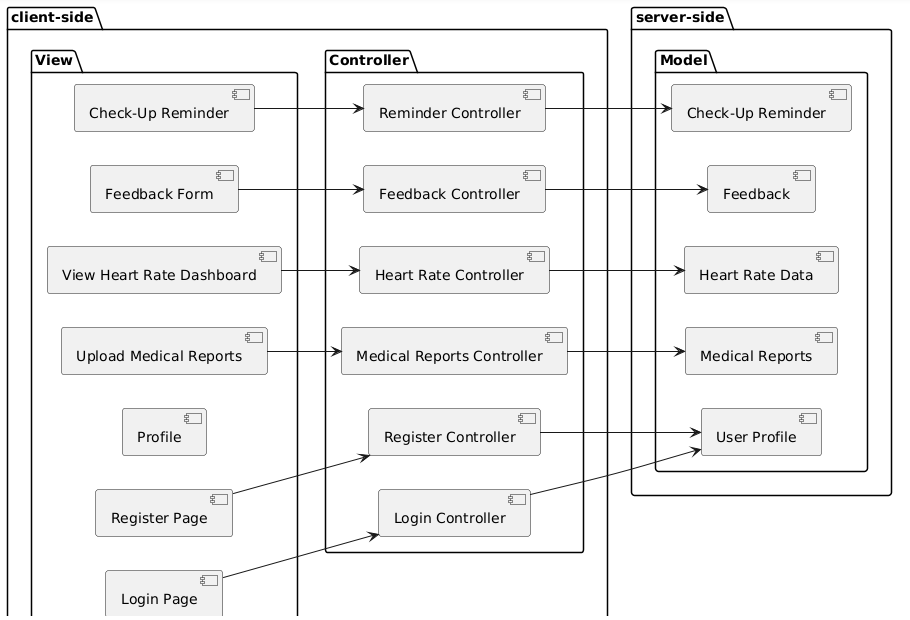 client-side
server-side
View
Controller
Model
Check-Up Reminder
Reminder Controller
Check-Up Reminder
Feedback Form
Feedback Controller
Feedback
View Heart Rate Dashboard
Heart Rate Controller
Heart Rate Data
Upload Medical Reports
Medical Reports Controller
Medical Reports
Profile
Register Controller
User Profile
Register Page
Login Controller
Login Page